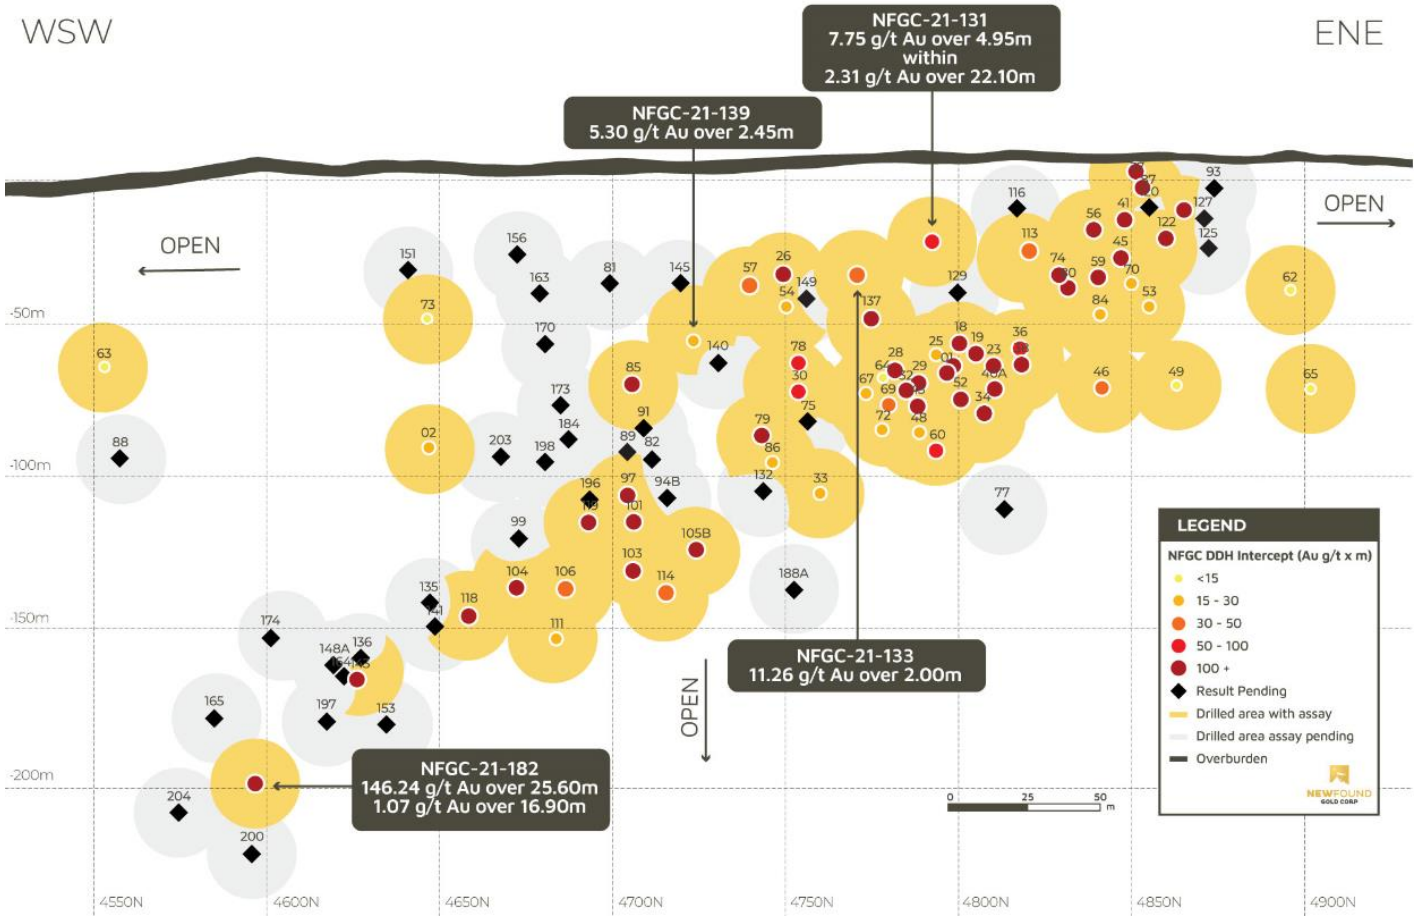 WSW
ENE
NFGC-21-131
7.75 g/t Au over 4.95m
within
2.31 g/t Au over 22.10m
NFGC-21-139
5.30 g/t Au over 2.45m
OPEN
OPEN
93
116
127
125
120
41
56
122
45
113
74
59
70
53
84
62
151
156
163
81
145
57
26
54
149
129
137
73
-50m
170
140
18
19
36
25
23
28
78
29
01
64
63
85
30
52
40A
67
69
34
46
49
65
173
91
75
72
48
60
79
184
02
203
198
89
82
86
88
33
-100m
196
97
94B
132
77
119
101
99
105B
103
104
106
114
188A
135
141
118
111
-150m
174
148A
136
164
165
197
153
OPEN
NFGC-21-133
11.26 g/t Au over 2.00m
NFGC-21-182
146.24 g/t Au over 25.60m
1.07 g/t Au over 16.90m
-200m
204
200
0 25 50
m
LEGEND
NFGC DDH Intercept (Au g/t x m)
<15
15 - 30
30 - 50
50 - 100
100 +
Result Pending
Drilled area with assay
Drilled area assay pending
Overburden
NEWFOUND
GOLD CORP
4550N 4600N 4650N 4700N 4750N 4800N 4850N 4900N